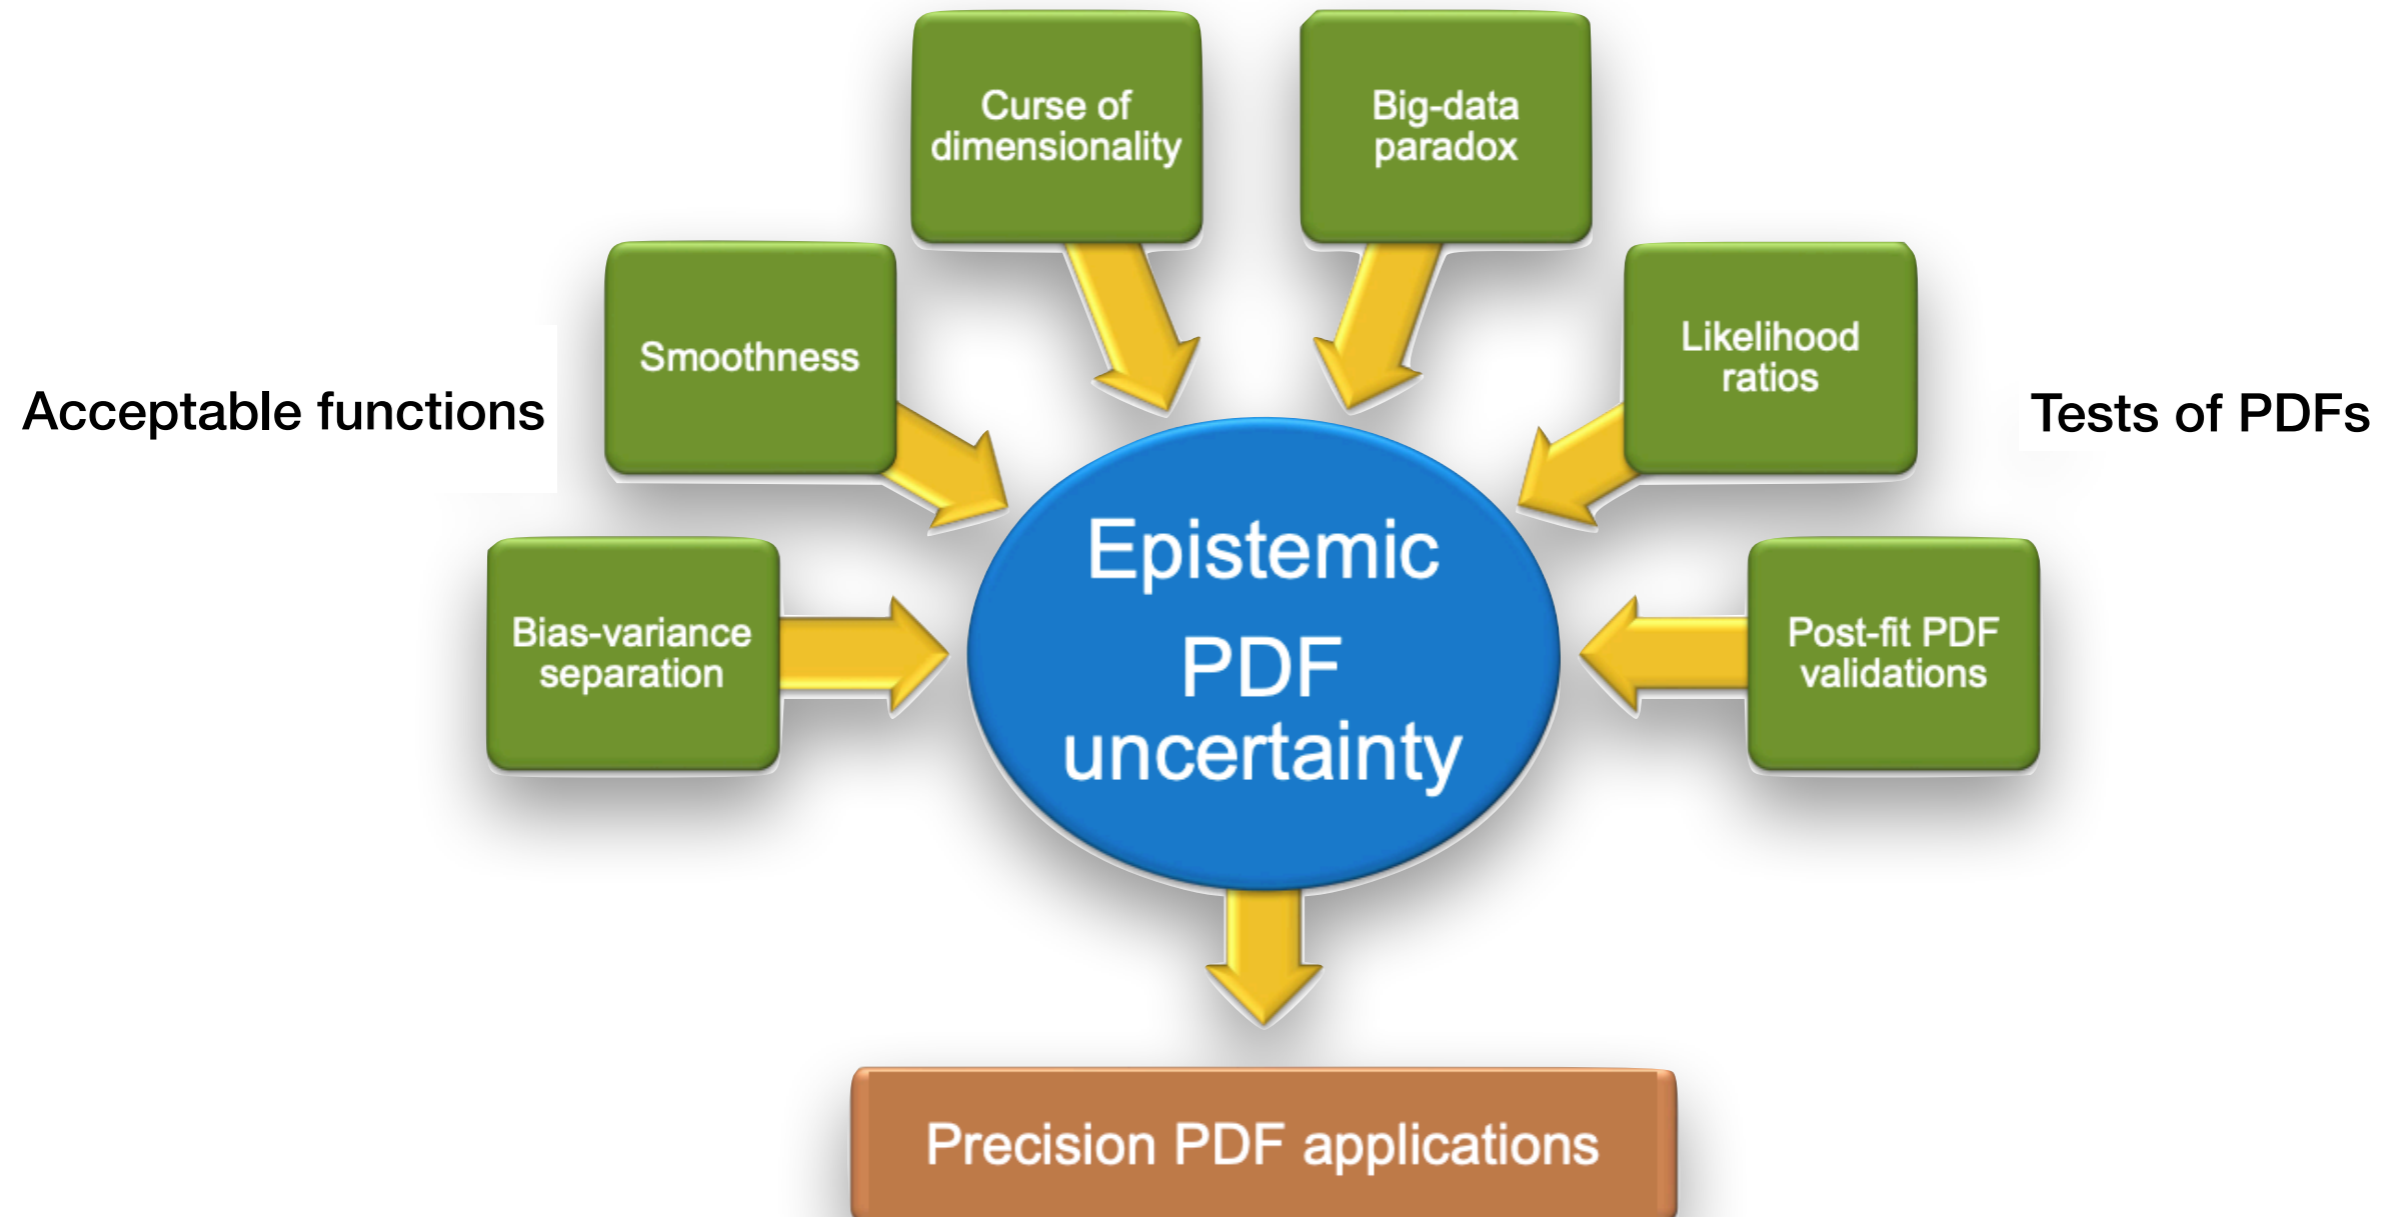 Curse of
dimensionality
Big-data
paradox
Smoothness
Likelihood
ratios
Acceptable functions
Tests of PDFs
Bias-variance
separation
Epistemic
PDF
uncertainty
Post-fit PDF
validations
Precision PDF applications